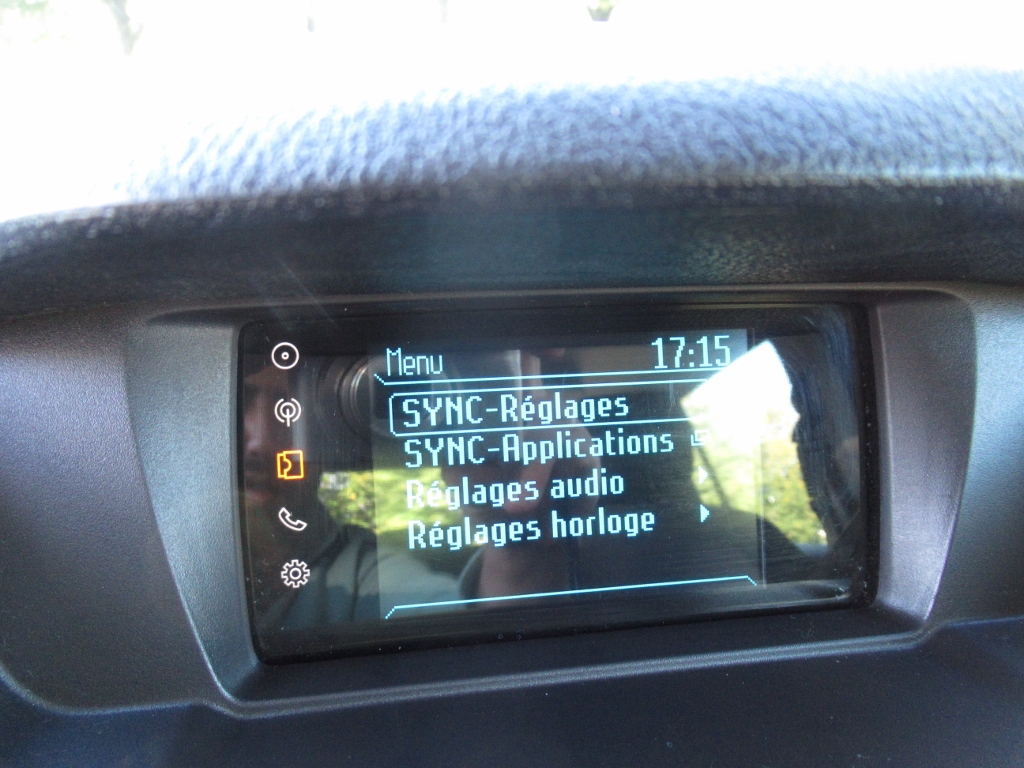 Menu 17:15
SYNC-Réglages
SYNC-Applications
Réglages audio
Réglages horloge